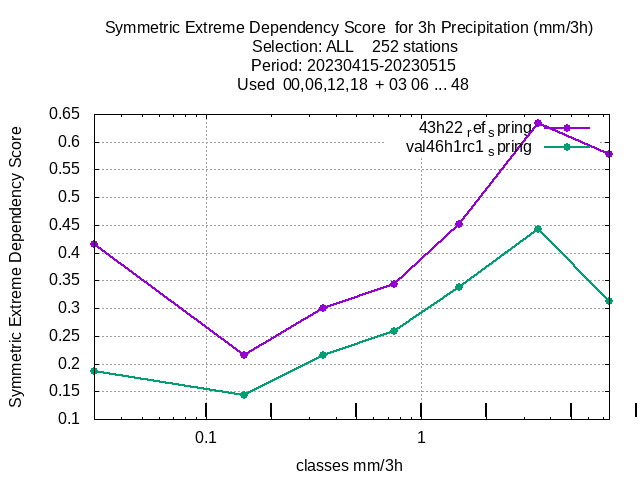 Symmetric Extreme Dependency Score  for 3h Precipitation (mm/3h)
Selection: ALL    252 stations
Period: 20230415-20230515
Used  00,06,12,18  + 03 06 ... 48
43h22 ref spring
val46h1rc1 spring
Symmetric Extreme Dependency Score
0.65
0.6
0.55
0.5
0.45
0.4
0.35
0.3
0.25
0.2
0.15
0.1
0.1
1
classes mm/3h